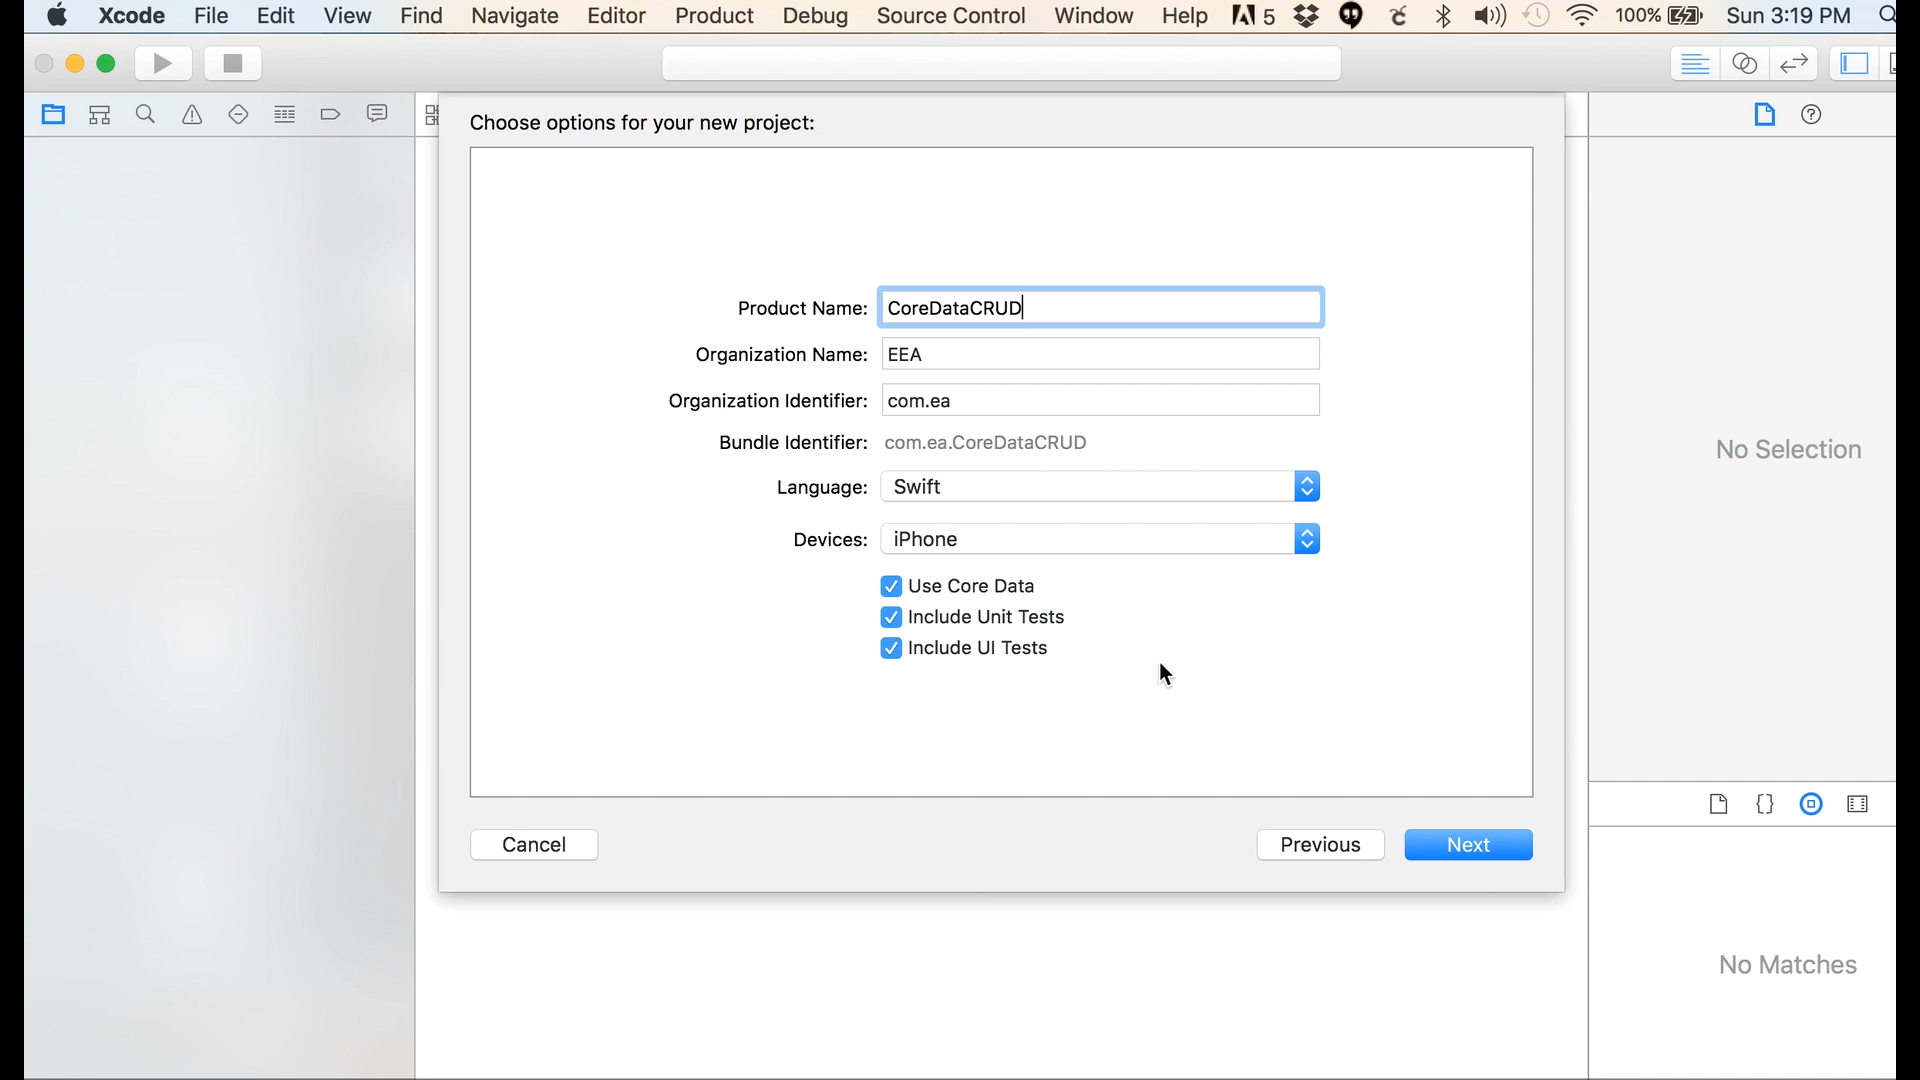 Xcode File Edit View Find Navigate Editor Product Debug Source Control Window Help 5 100% Sun 3:19 PM
Choose options for your new project:
Product Name: CoreDataCRUD
Organization Name: EEA
Organization Identifier: com.ea
Bundle Identifier: com.ea.CoreDataCRUD
No Selection
Language: Swift
Devices: iPhone
Use Core Data
Include Unit Tests
Include UI Tests
Cancel Previous Next
No Matches